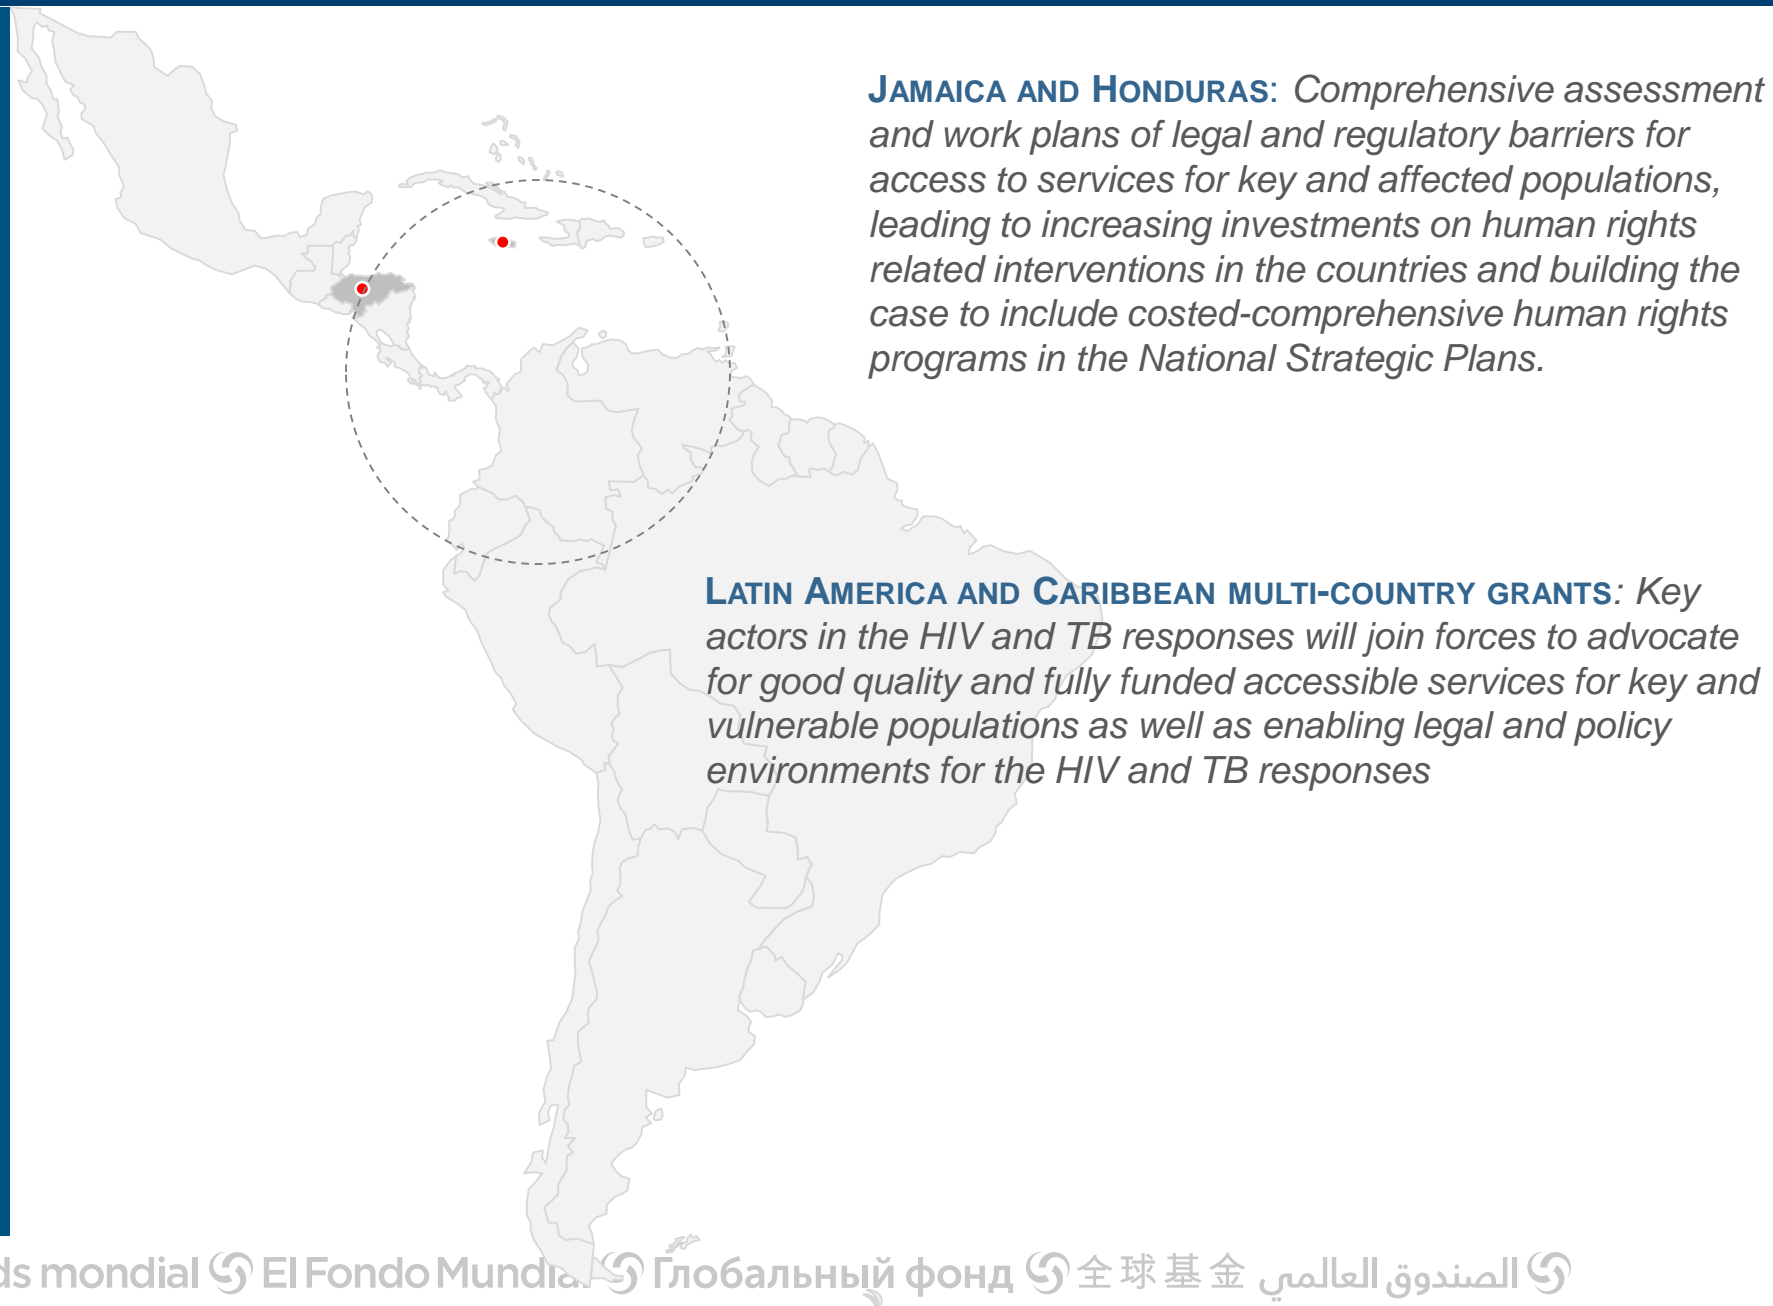 JAMAICA AND HONDURAS: Comprehensive assessment
and work plans of legal and regulatory barriers for
access to services for key and affected populations,
leading to increasing investments on human rights
related interventions in the countries and building the
case to include costed-comprehensive human rights
programs in the National Strategic Plans.
LATIN AMERICA AND CARIBBEAN MULTI-COUNTRY GRANTS: Key
actors in the HIV and TB responses will join forces to advocate
for good quality and fully funded accessible services for key and
vulnerable populations as well as enabling legal and policy
environments for the HIV and TB responses
ds mondial El Fondo Mundial Глобальный фонд 全球基金 الصندوق العالمي